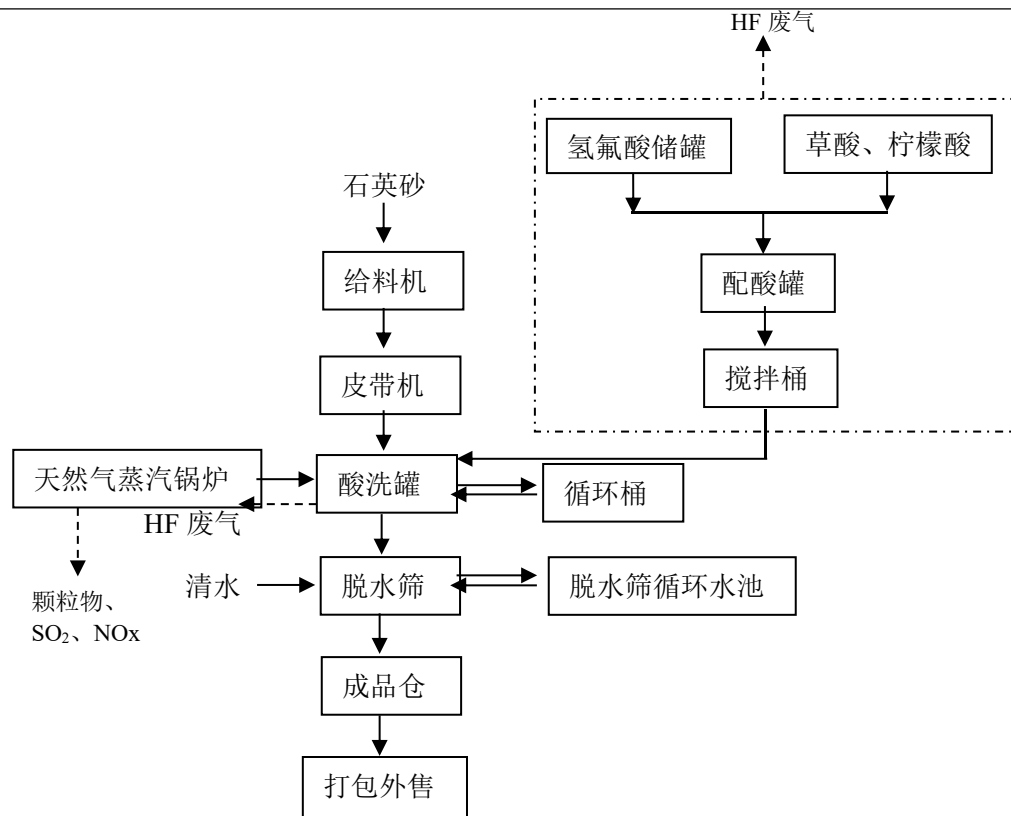 HF 废气
氢氟酸储罐
草酸、柠檬酸
石英砂
给料机
配酸罐
皮带机
搅拌桶
天然气蒸汽锅炉
酸洗罐
循环桶
HF 废气
清水
脱水筛
脱水筛循环水池
颗粒物、
SO₂、NOx
成品仓
打包外售